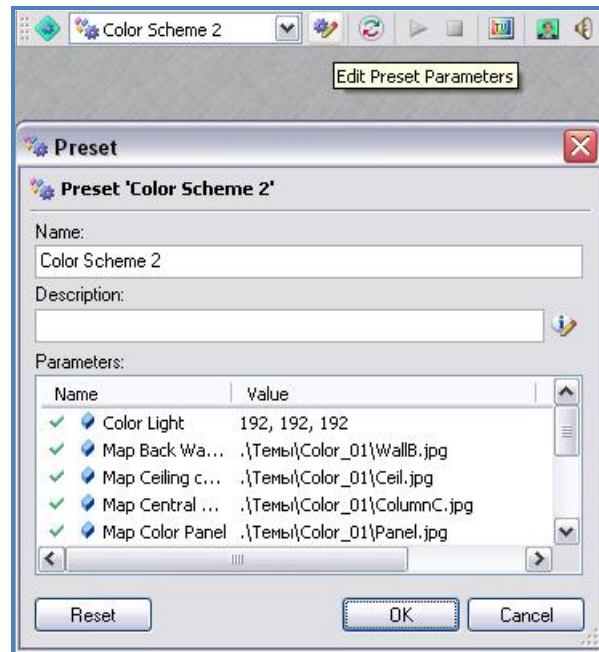 Color Scheme 2
Edit Preset Parameters
Preset
Preset 'Color Scheme 2'
Name:
Color Scheme 2
Description:
Parameters:
Name Value
Color Light 192, 192, 192
Map Back Wa... .\Темы\Color_01\WallB.jpg
Map Ceiling c... .\Темы\Color_01\Ceil.jpg
Map Central ... .\Темы\Color_01\ColumnC.jpg
Map Color Panel .\Темы\Color_01\Panel.jpg
Reset OK Cancel